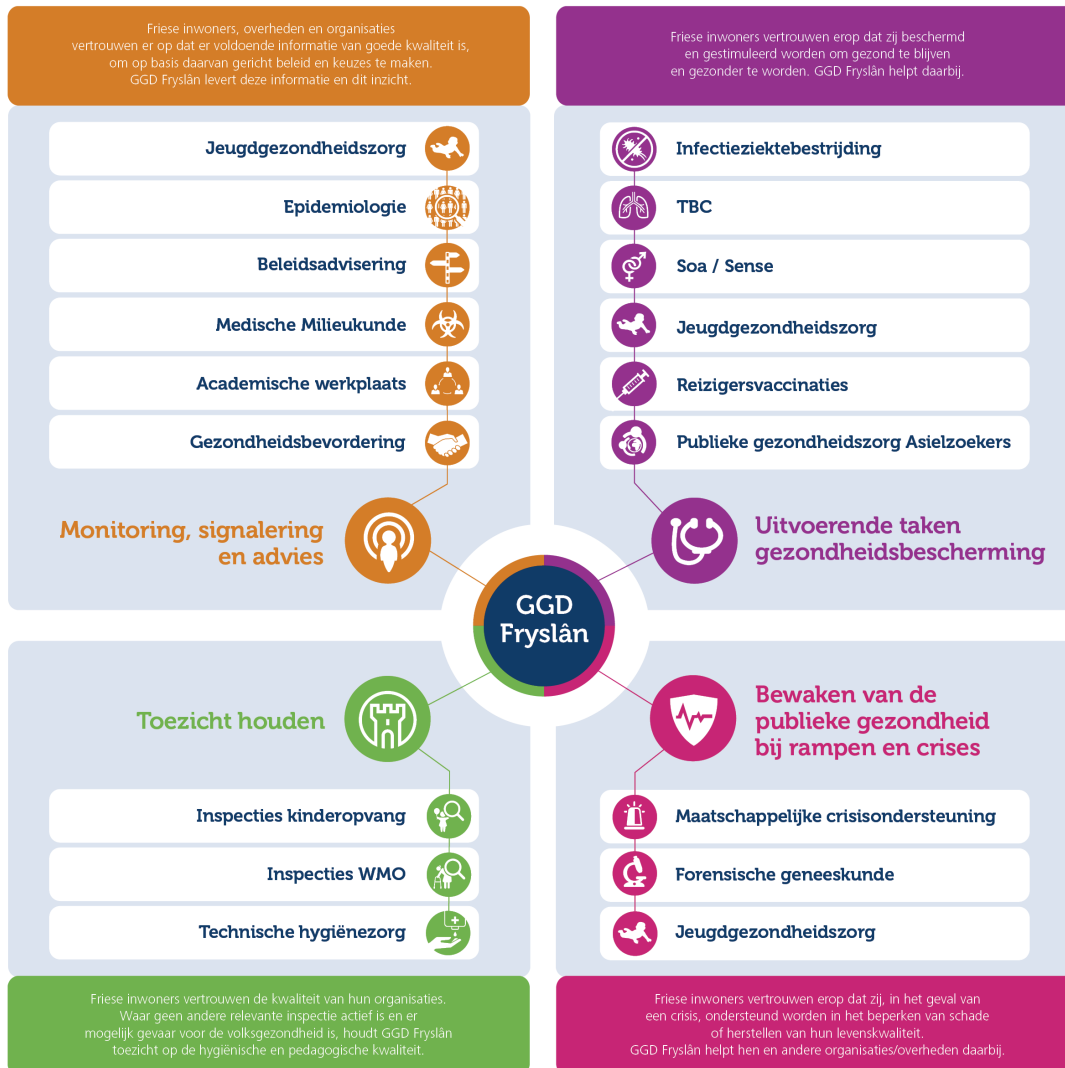 Friese inwoners, overheden en organisaties
vertrouwen er op dat er voldoende informatie van goede kwaliteit is,
om op basis daarvan gericht beleid en keuzes te maken.
GGD Fryslân levert deze informatie en dit inzicht.
Jeugdgezondheidszorg
Epidemiologie
Beleidsadvisering
Medische Milieukunde
Academische werkplaats
Gezondheidsbevordering
Monitoring, signalering
en advies
Friese inwoners vertrouwen erop dat zij beschermd
en gestimuleerd worden om gezond te blijven
en gezonder te worden. GGD Fryslân helpt daarbij.
Infectieziektebestrijding
TBC
Soa / Sense
Jeugdgezondheidszorg
Reizigersvaccinaties
Publieke gezondheidszorg Asielzoekers
Uitvoerende taken
gezondheidsbescherming
GGD
Fryslân
Toezicht houden
Inspecties kinderopvang
Inspecties WMO
Technische hygiënezorg
Friese inwoners vertrouwen de kwaliteit van hun organisaties.
Waar geen andere relevante inspectie actief is en er
mogelijk gevaar voor de volksgezondheid is, houdt GGD Fryslân
toezicht op de hygiënische en pedagogische kwaliteit.
Bewaken van de
publieke gezondheid
bij rampen en crises
Maatschappelijke crisisondersteuning
Forensische geneeskunde
Jeugdgezondheidszorg
Friese inwoners vertrouwen erop dat zij, in het geval van
een crisis, ondersteund worden in het beperken van schade
of herstellen van hun levenskwaliteit.
GGD Fryslân helpt hen en andere organisaties/overheden daarbij.